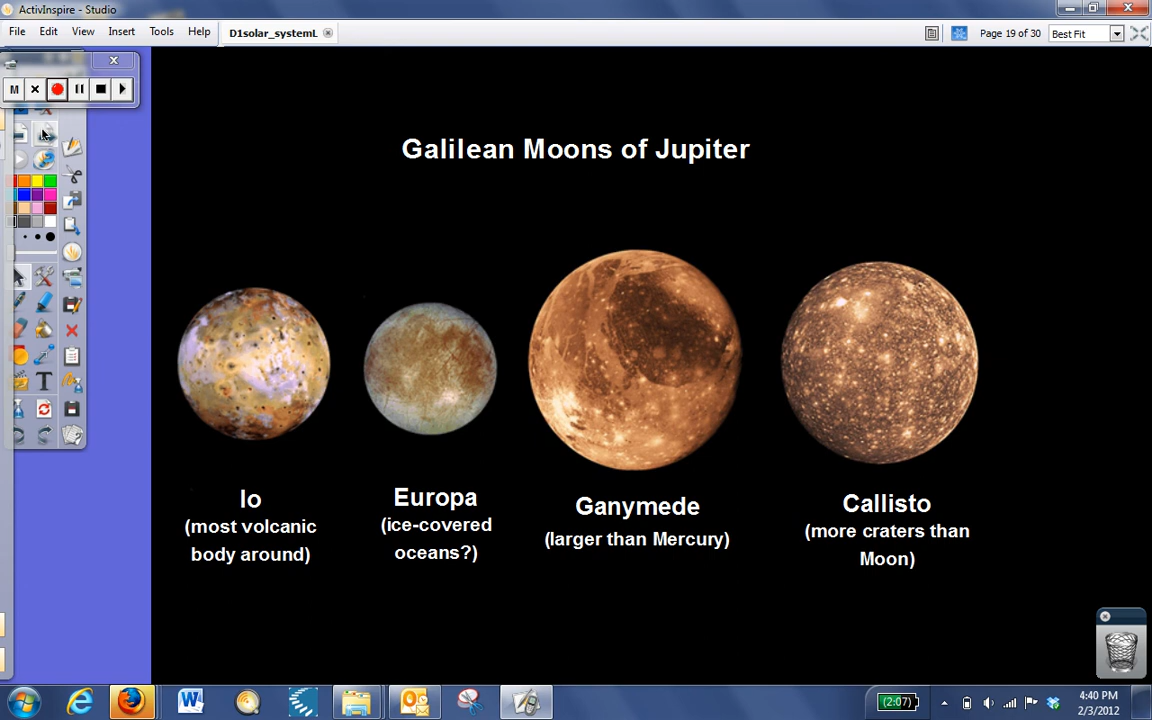 ActivInspire - Studio
File Edit View Insert Tools Help D1solar_systemL Page 19 of 30 Best Fit
M
Galilean Moons of Jupiter
Io
(most volcanic
body around)
Europa
(ice-covered
oceans?)
Ganymede
(larger than Mercury)
Callisto
(more craters than
Moon)
T
(2:07)
4:40 PM
2/3/2012